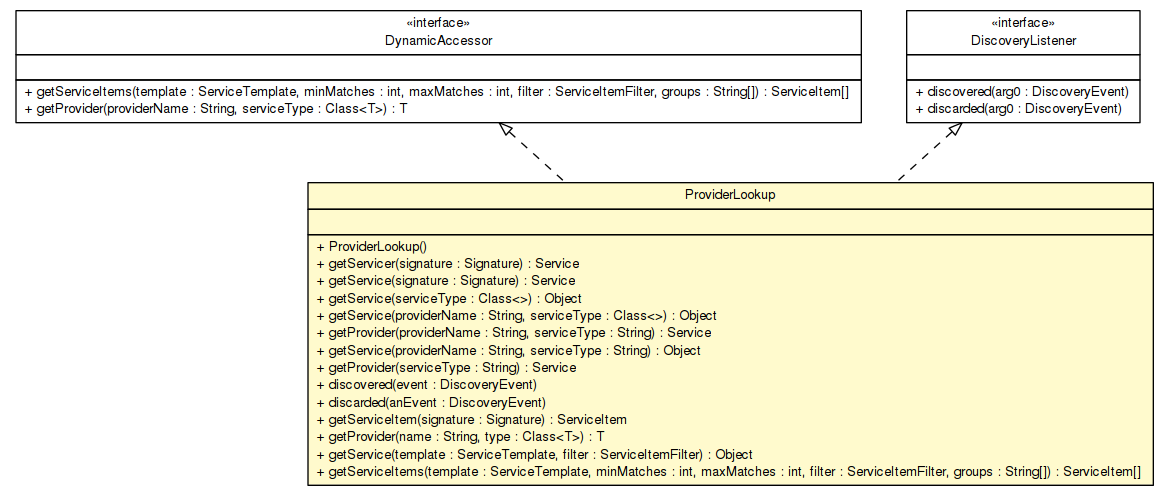 «interface»
DynamicAccessor
+ getServiceItems(template : ServiceTemplate, minMatches : int, maxMatches : int, filter : ServiceItemFilter, groups : String[]) : ServiceItem[]
+ getProvider(providerName : String, serviceType : Class<T>) : T
«interface»
DiscoveryListener
+ discovered(arg0 : DiscoveryEvent)
+ discarded(arg0 : DiscoveryEvent)
ProviderLookup
+ ProviderLookup()
+ getServicer(signature : Signature) : Service
+ getService(signature : Signature) : Service
+ getService(serviceType : Class<>) : Object
+ getService(providerName : String, serviceType : Class<>) : Object
+ getProvider(providerName : String, serviceType : String) : Service
+ getService(providerName : String, serviceType : String) : Object
+ getProvider(serviceType : String) : Service
+ discovered(event : DiscoveryEvent)
+ discarded(anEvent : DiscoveryEvent)
+ getServiceItem(signature : Signature) : ServiceItem
+ getProvider(name : String, type : Class<T>) : T
+ getService(template : ServiceTemplate, filter : ServiceItemFilter) : Object
+ getServiceItems(template : ServiceTemplate, minMatches : int, maxMatches : int, filter : ServiceItemFilter, groups : String[]) : ServiceItem[]